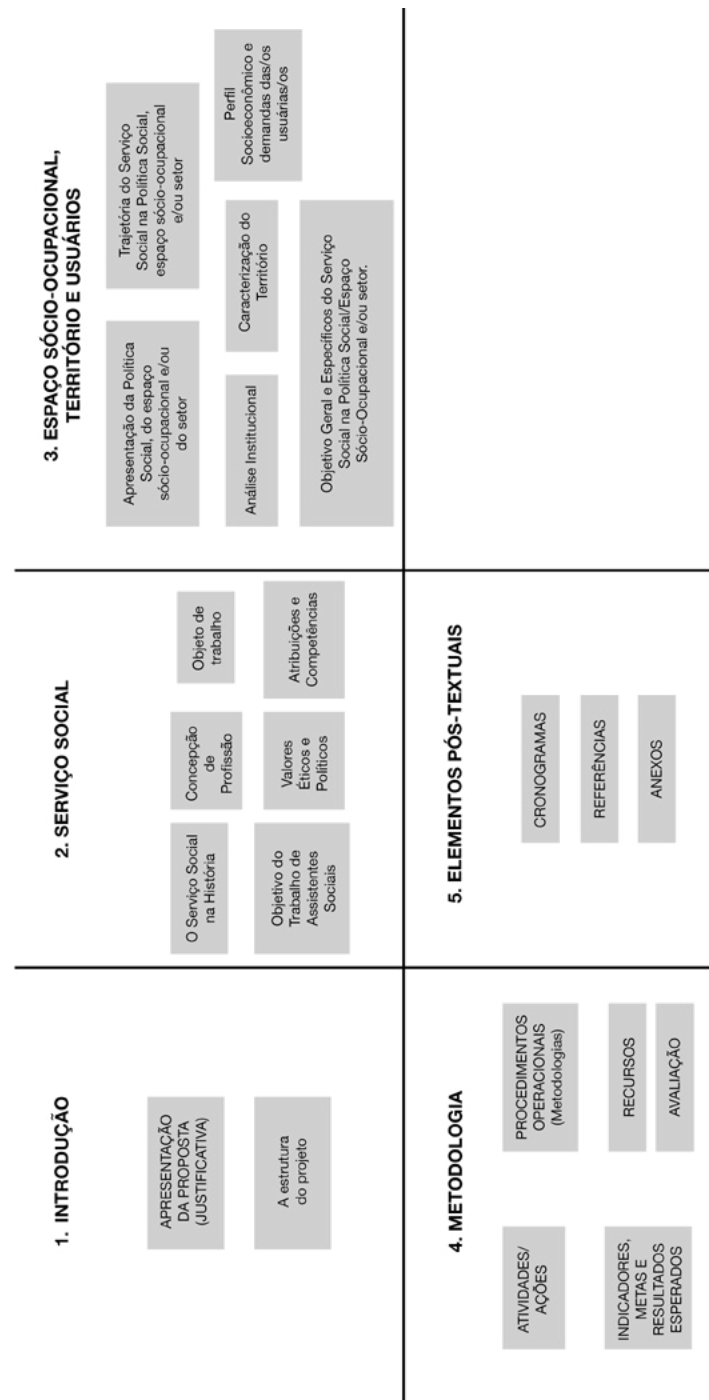 1. INTRODUÇÃO
APRESENTAÇÃO
DA PROPOSTA
(JUSTIFICATIVA)
A estrutura
do projeto
2. SERVIÇO SOCIAL
O Serviço Social
na História
Concepção
de
Profissão
Objeto de
trabalho
Objetivo do
Trabalho de
Assistentes
Sociais
Valores
Éticos e
Políticos
Atribuições e
Competências
3. ESPAÇO SÓCIO-OCUPACIONAL,
TERRITÓRIO E USUÁRIOS
Apresentação da Política
Social, do espaço
sócio-ocupacional e/ou
do setor
Trajetória do Serviço
Social na Política Social,
espaço sócio-ocupacional
e/ou setor
Análise Institucional
Caracterização do
Território
Perfil
Socioeconômico e
demandas das/os
usuárias/os
Objetivo Geral e Específicos do Serviço
Social na Política Social/Espaço
Sócio-Ocupacional e/ou setor.
4. METODOLOGIA
ATIVIDADES/
AÇÕES
PROCEDIMENTOS
OPERACIONAIS
(Metodologias)
INDICADORES,
METAS E
RESULTADOS
ESPERADOS
RECURSOS
AVALIAÇÃO
5. ELEMENTOS PÓS-TEXTUAIS
CRONOGRAMAS
REFERÊNCIAS
ANEXOS